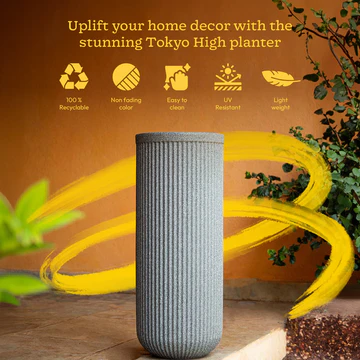 Uplift your home decor with the
stunning Tokyo High planter
100 %
Recyclable
Non fading
color
Easy to
clean
UV
Resistant
Light
weight